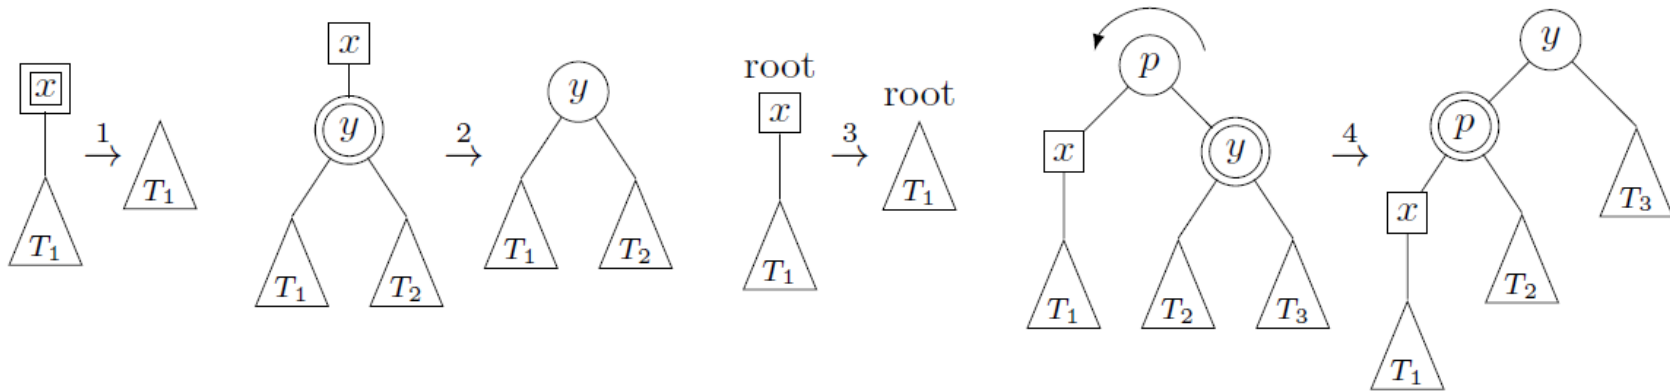 x
T₁
1
→
T₁
x
y
T₁
T₂
2
→
y
T₁
T₂
root
x
T₁
3
→
root
T₁
p
x
y
T₁
T₂
T₃
4
→
y
p
x
T₃
T₂
T₁